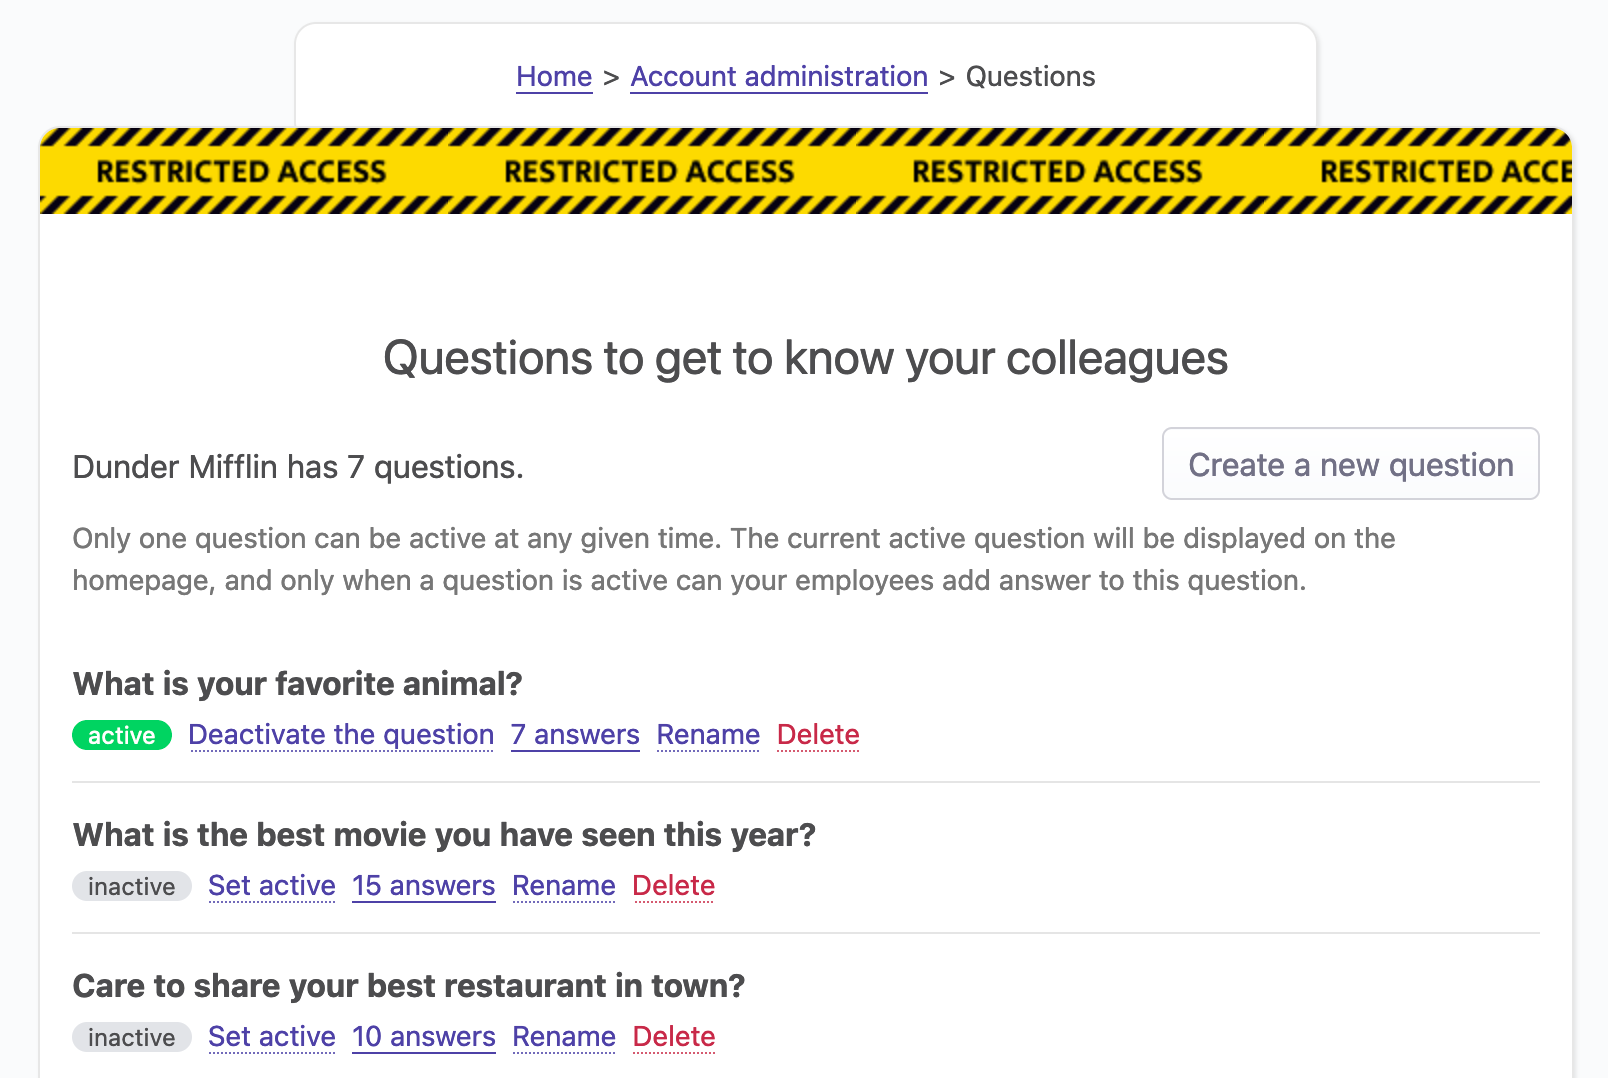 Home > Account administration > Questions
RESTRICTED ACCESS RESTRICTED ACCESS RESTRICTED ACCESS RESTRICTED ACCE
Questions to get to know your colleagues
Dunder Mifflin has 7 questions.
Create a new question
Only one question can be active at any given time. The current active question will be displayed on the
homepage, and only when a question is active can your employees add answer to this question.
What is your favorite animal?
active Deactivate the question 7 answers Rename Delete
What is the best movie you have seen this year?
inactive Set active 15 answers Rename Delete
Care to share your best restaurant in town?
inactive Set active 10 answers Rename Delete